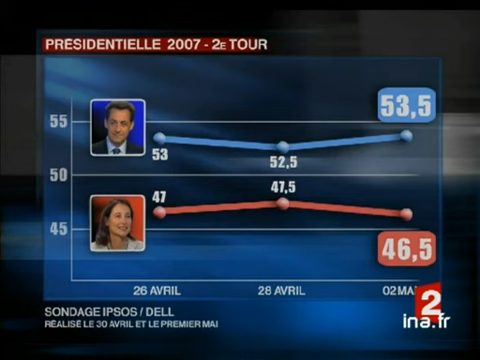 PRÉSIDENTIELLE 2007 - 2E TOUR
53,5
55
53
52,5
50
47
47,5
45
46,5
26 AVRIL
28 AVRIL
02 MAI
2
SONDAGE IPSOS / DELL
RÉALISÉ LE 30 AVRIL ET LE PREMIER MAI
ina.fr